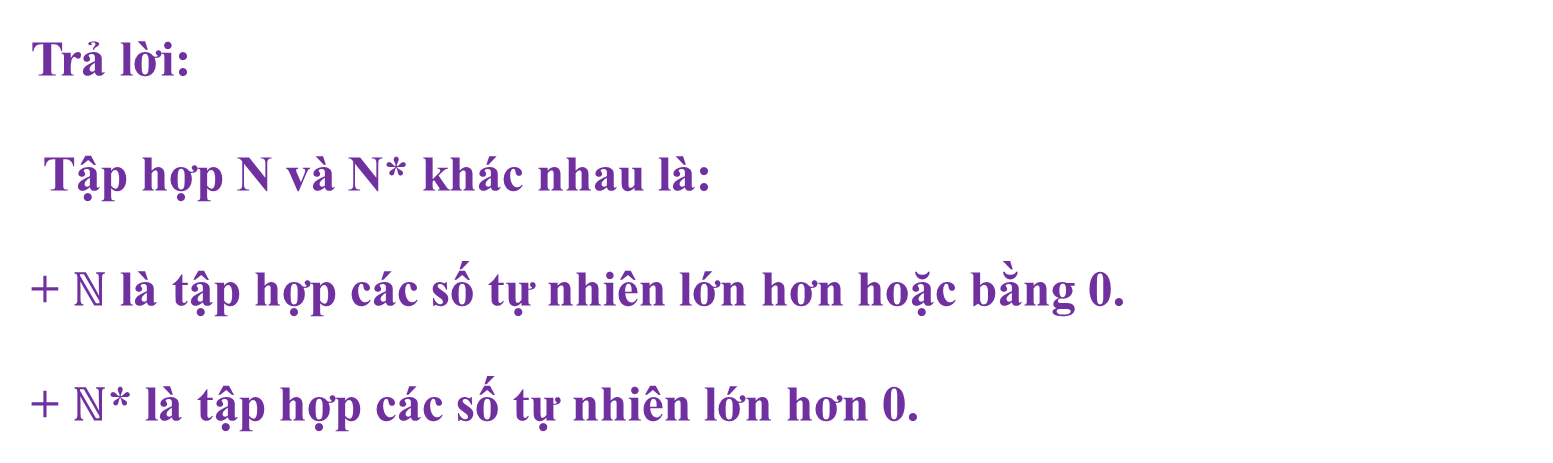 Trả lời:
Tập hợp N và N* khác nhau là:
+ ℕ là tập hợp các số tự nhiên lớn hơn hoặc bằng 0.
+ ℕ* là tập hợp các số tự nhiên lớn hơn 0.